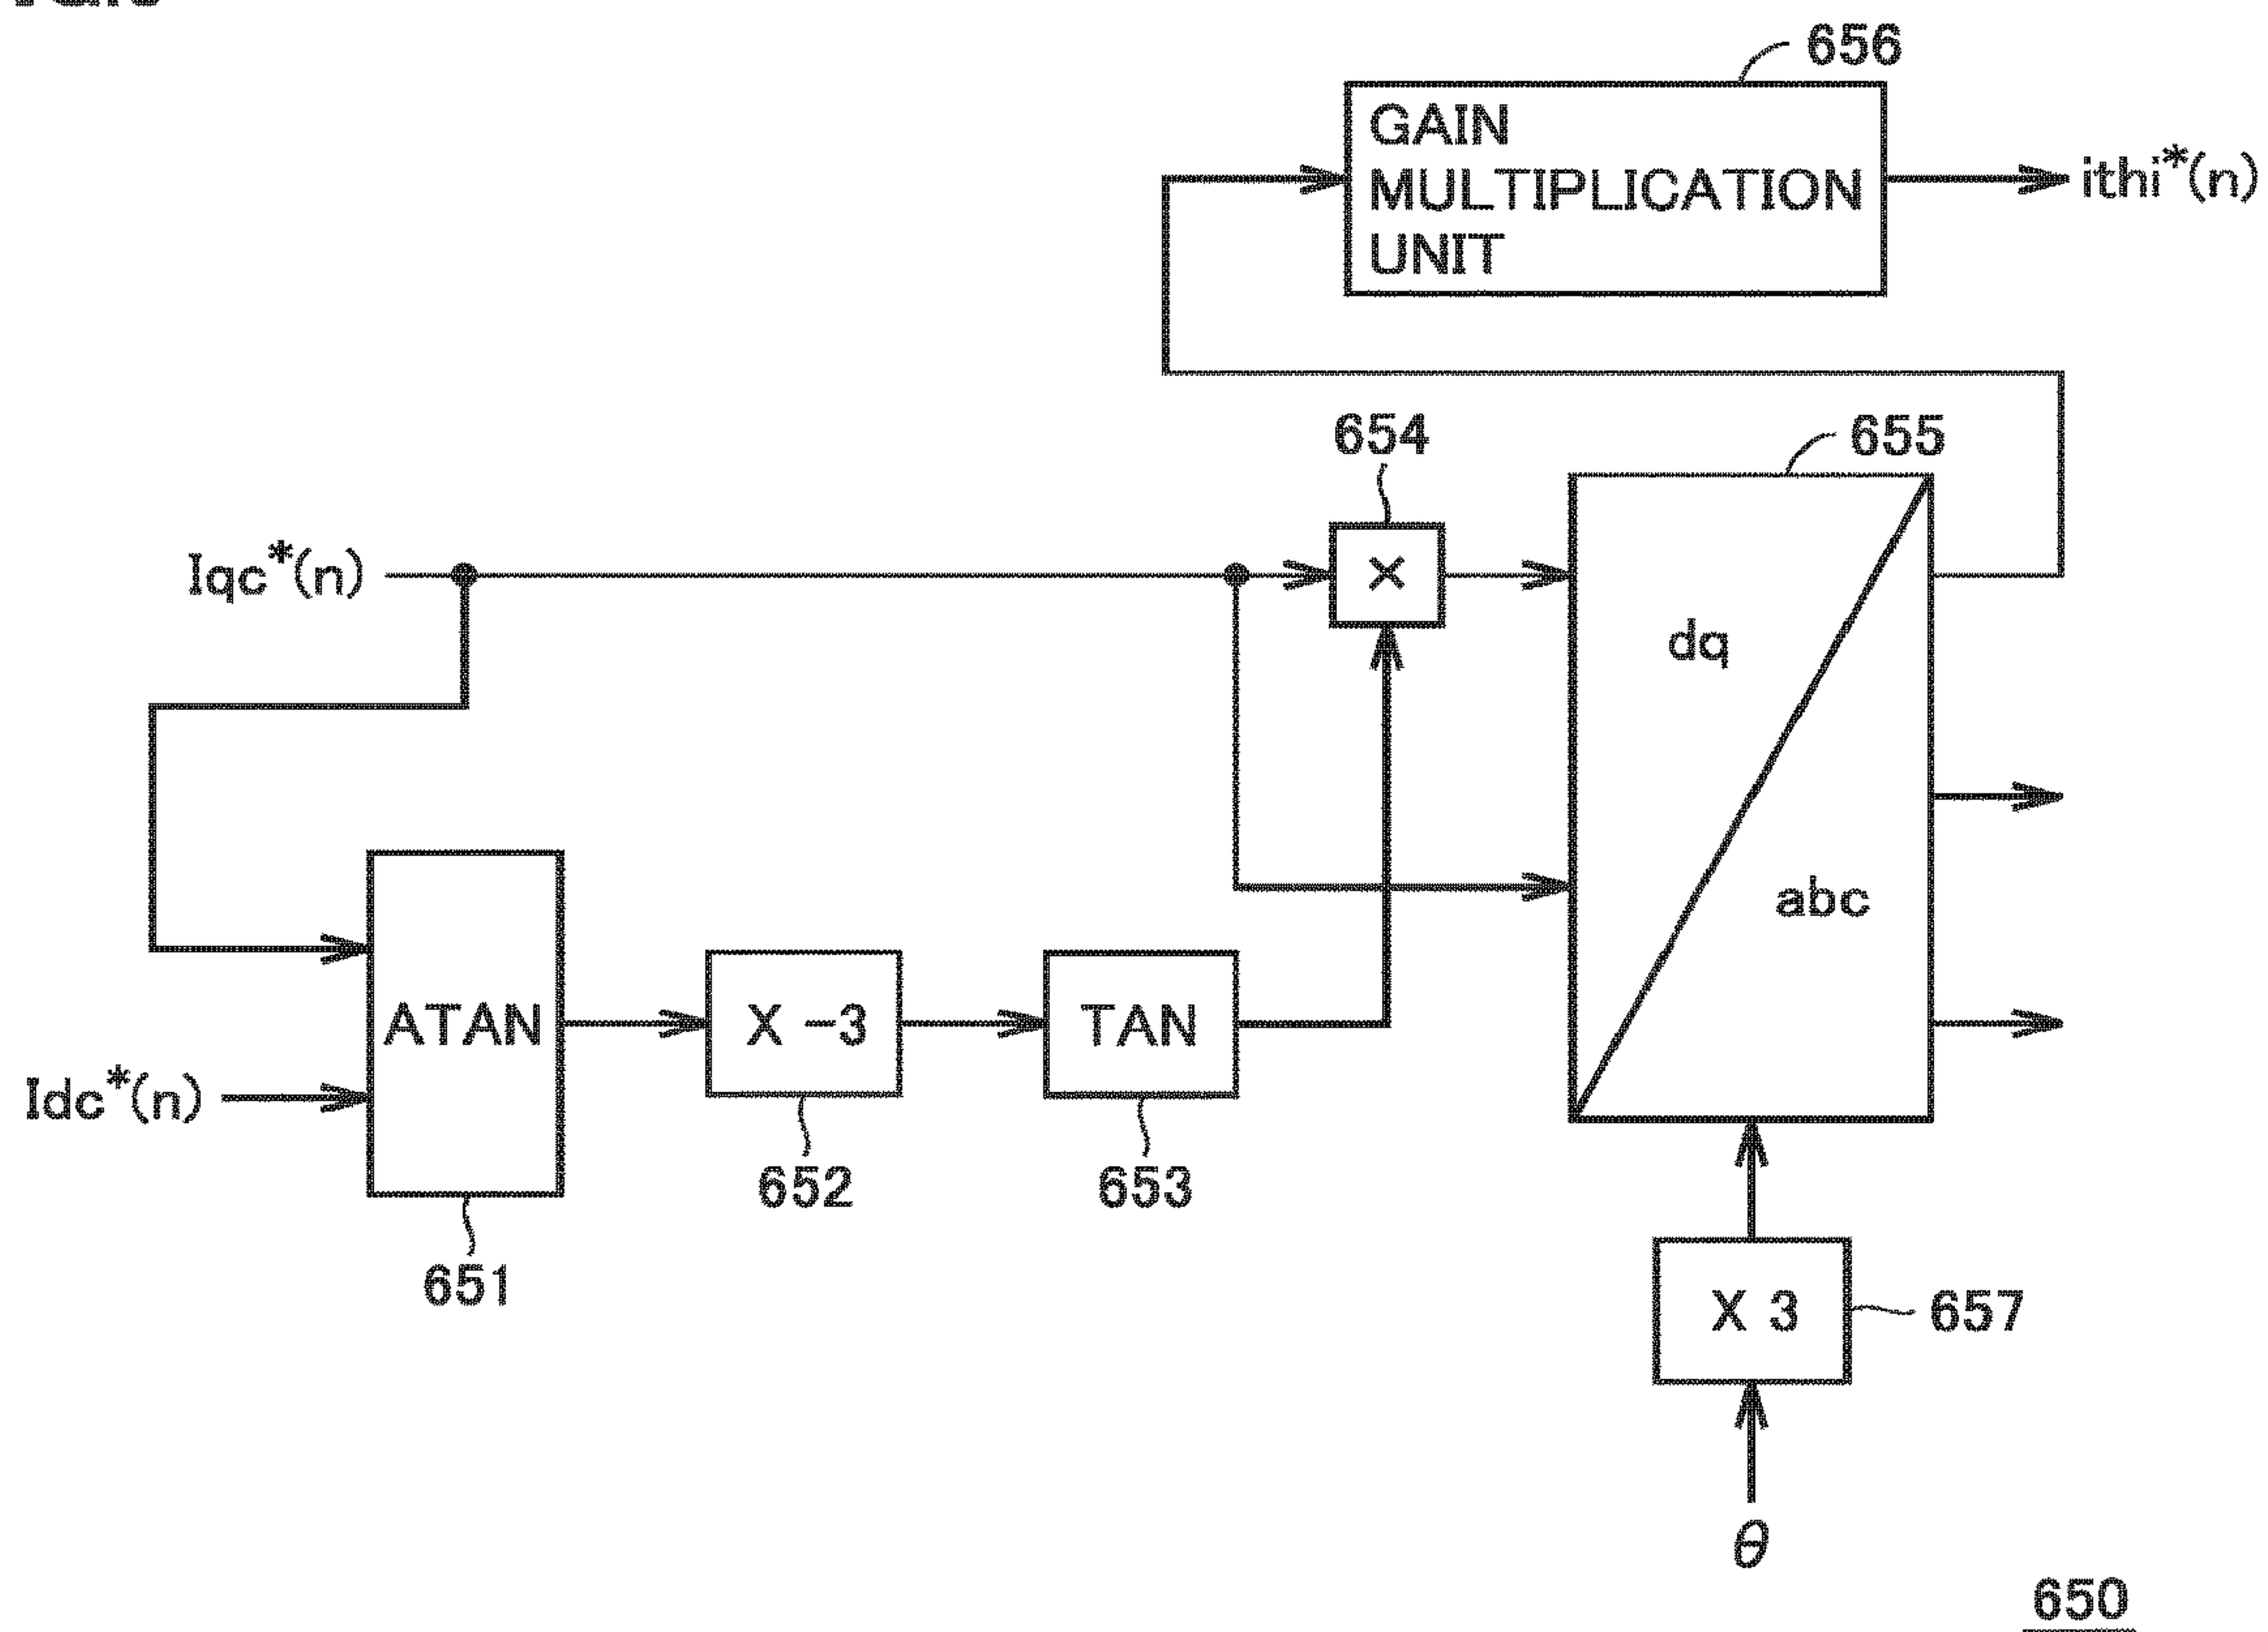 656
GAIN
MULTIPLICATION
UNIT
ithi*(n)
654
655
Iqc*(n)
×
dq
abc
ATAN
X -3
TAN
Idc*(n)
652
653
651
X 3
657
θ
650